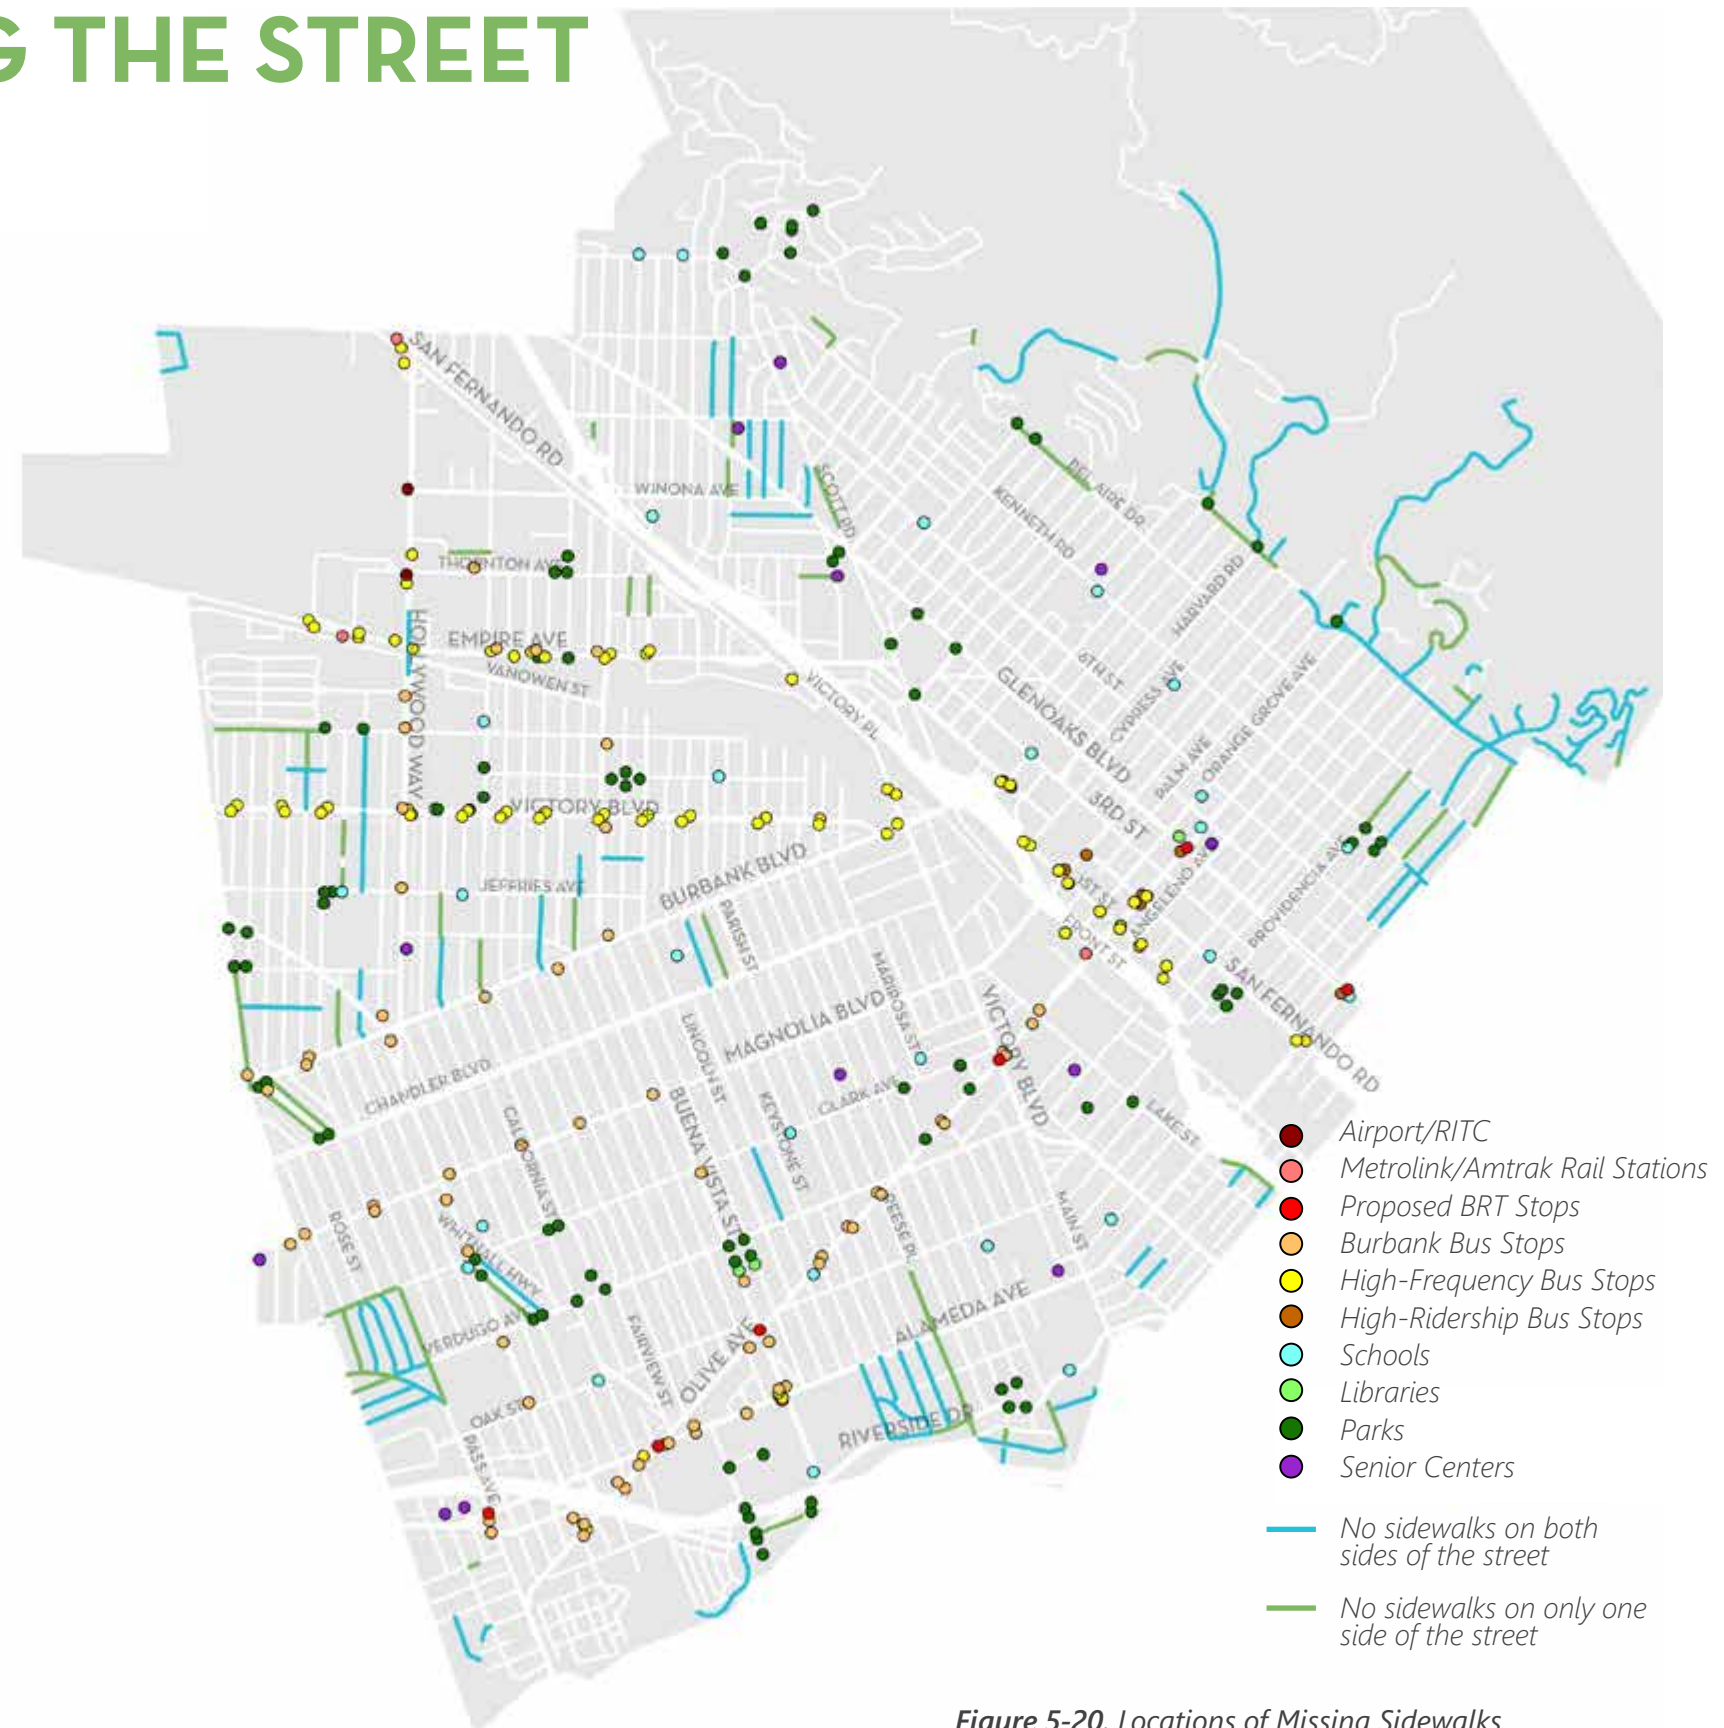 G THE STREET
SAN FERNANDO RD
WINONA AVE
SCOTT RD
BEL AIRE DR
KENNETH RD
THORNTON AVE
HARVARD RD
HOLLYWOOD WAY
EMPIRE AVE
VANOWEN ST
6TH ST
CYPRESS AVE
GLENOAKS BLVD
VICTORY PL
ORANGE GROVE AVE
PALM AVE
3RD ST
VICTORY BLVD
BURBANK BLVD
JEFFRIES AVE
1ST ST
ANGELENO AVE
PROVIDENCIA AVE
FRONT ST
PARISH ST
MARIPOSA ST
SAN FERNANDO RD
MAGNOLIA BLVD
VICTORY BLVD
LINCOLN ST
CHANDLER BLVD
CLARK AVE
KEYSTONE ST
BUENA VISTA ST
CALIFORNIA ST
LAKE ST
ROSE ST
WHITNALL HWY
REESE PL
MAIN ST
VERDUGO AVE
FAIRVIEW ST
OLIVE AVE
ALAMEDA AVE
OAK ST
RIVERSIDE DR
PASS AVE
Airport/RITC
Metrolink/Amtrak Rail Stations
Proposed BRT Stops
Burbank Bus Stops
High-Frequency Bus Stops
High-Ridership Bus Stops
Schools
Libraries
Parks
Senior Centers
No sidewalks on both
sides of the street
No sidewalks on only one
side of the street
Figure 5-20. Locations of Missing Sidewalks